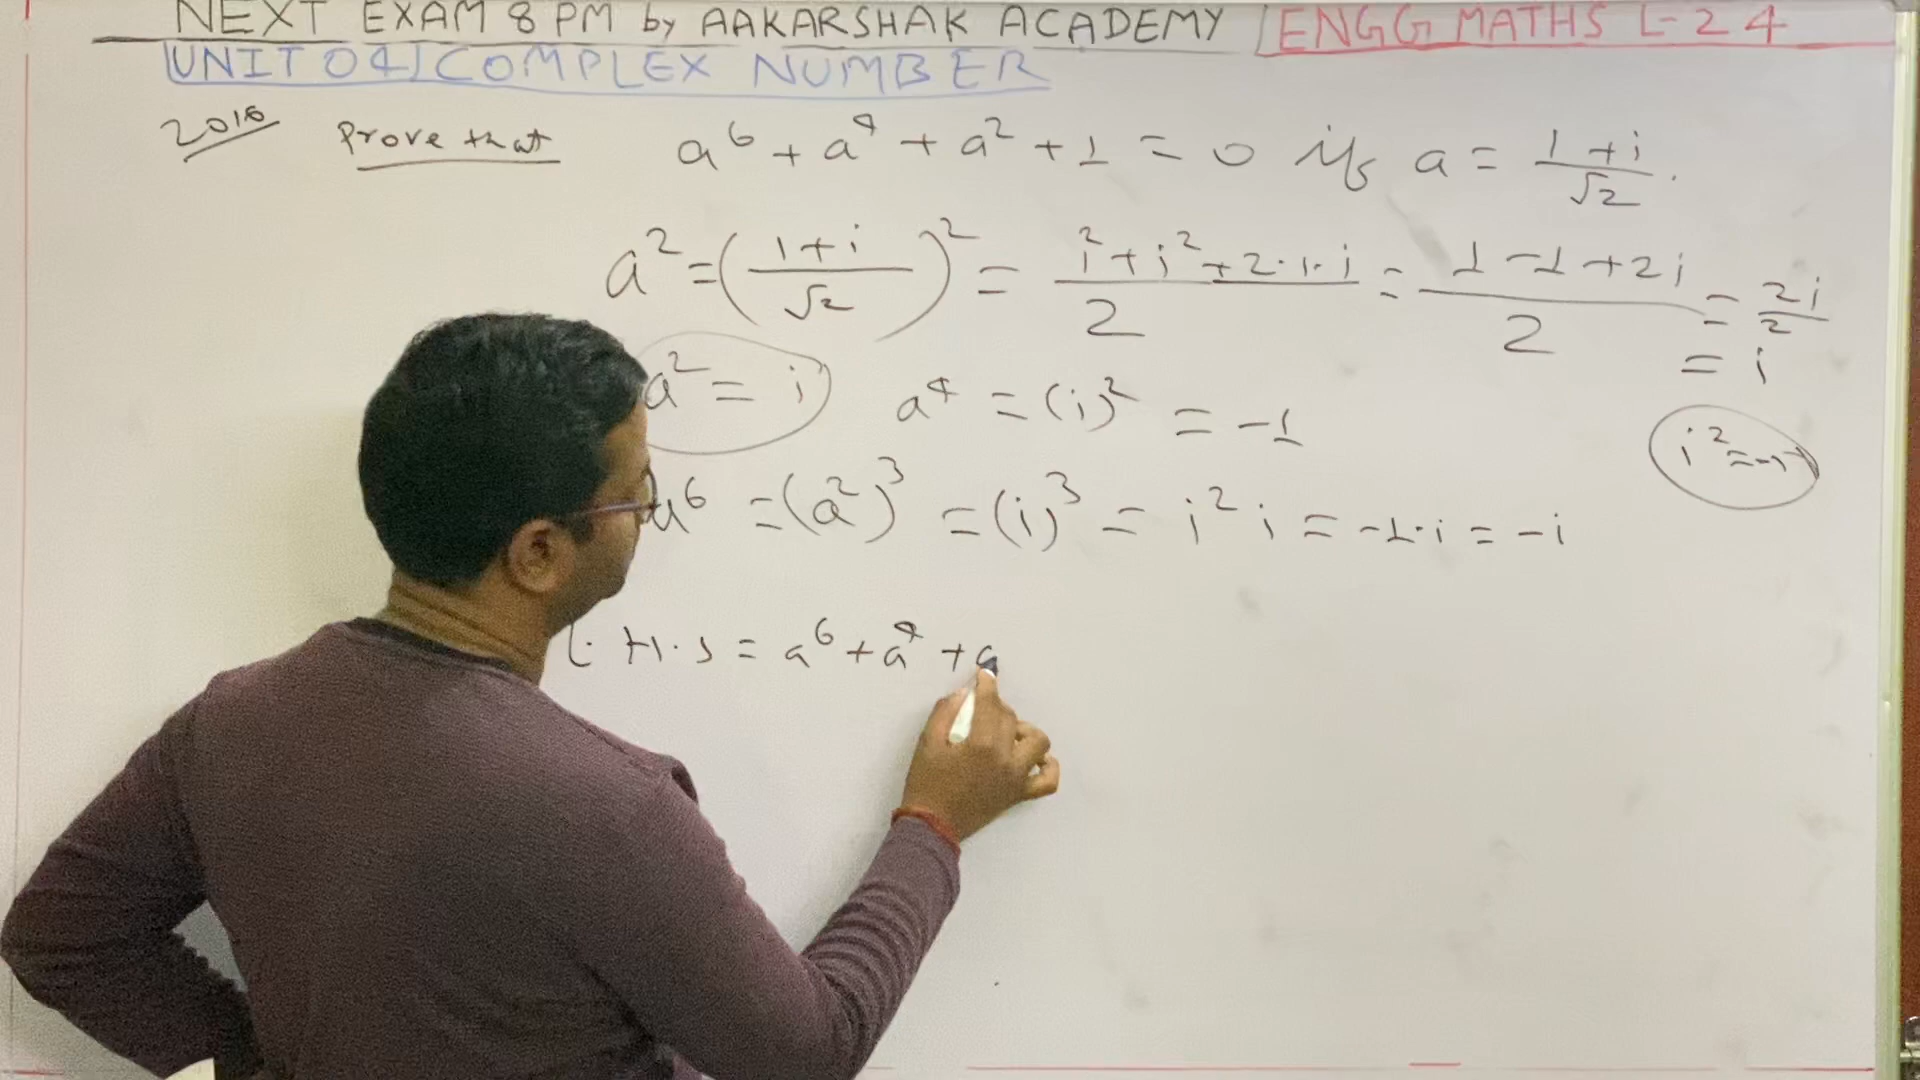 NEXT EXAM 8 PM by AAKARSHAK ACADEMY ENGG MATHS L-24
UNIT 04 COMPLEX NUMBER
2016 Prove that a⁶ + a⁴ + a² + 1 = 0 if a = (1+i)/√2.
a² = ((1+i)/√2)² = (i²+i²+2·1·i)/2 = (1-1+2i)/2 = 2i/2
= i
a² = i a⁴ = (i)² = -1
i² = -1
a⁶ = (a²)³ = (i)³ = i² i = -1·i = -i
L.H.S = a⁶ + a⁴ + a